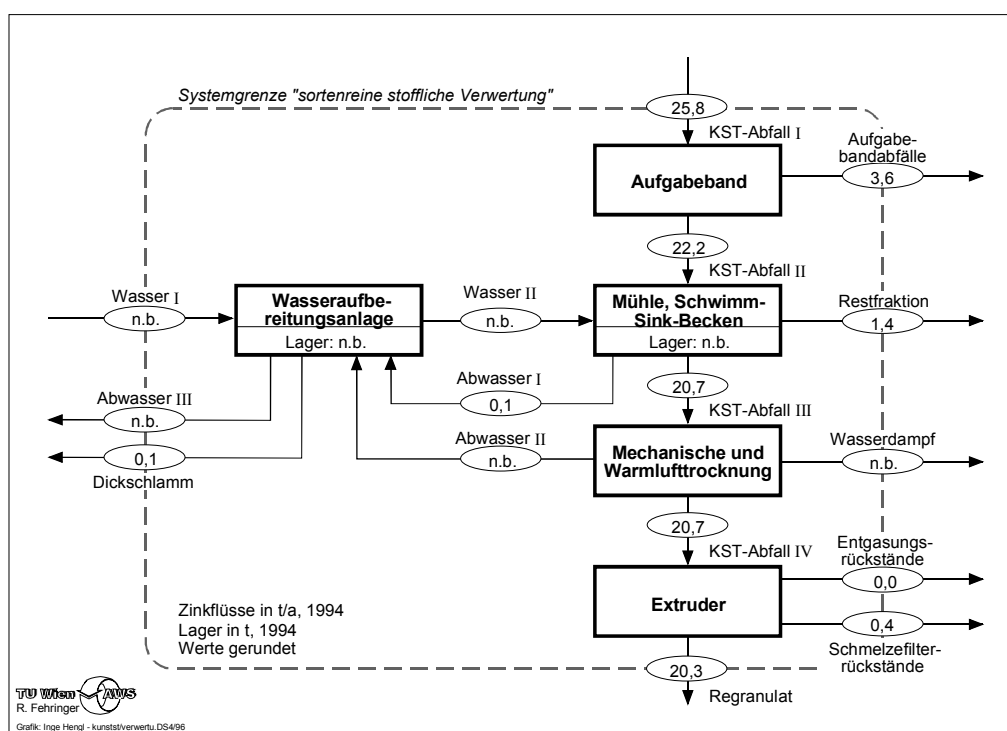 Systemgrenze "sortenreine stoffliche Verwertung"
25,8
KST-Abfall I
Aufgabeband
Aufgabe-
bandabfälle
3,6
22,2
KST-Abfall II
Wasser I
n.b.
Wasseraufbe-
reitungsanlage
Lager: n.b.
Wasser II
n.b.
Mühle, Schwimm-
Sink-Becken
Lager: n.b.
Restfraktion
1,4
Abwasser I
0,1
20,7
KST-Abfall III
Abwasser III
n.b.
0,1
Dickschlamm
Abwasser II
n.b.
Mechanische und
Warmlufttrocknung
Wasserdampf
n.b.
20,7
KST-Abfall IV
Extruder
Entgasungs-
rückstände
0,0
0,4
Schmelzefilter-
rückstände
Zinkflüsse in t/a, 1994
Lager in t, 1994
Werte gerundet
20,3
Regranulat
TU Wien AWS
R. Fehringer
Grafik: Inge Hengl - kunstst/verwertu.DS4/96